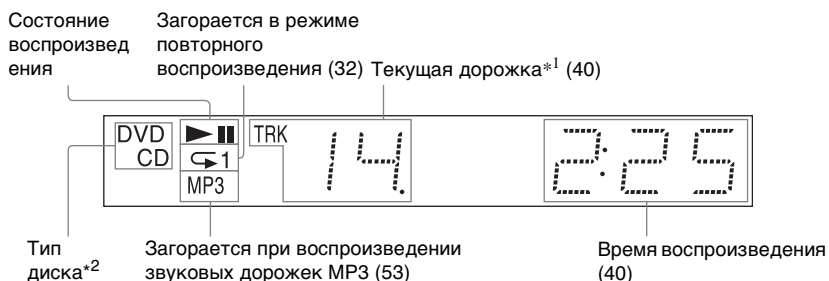 Состояние
воспроизвед
ения
Загорается в режиме
повторного
воспроизведения (32)
Текущая дорожка*1 (40)
DVD
CD
1
MP3
TRK
14.
2:25
Тип
диска*2
Загорается при воспроизведении
звуковых дорожек MP3 (53)
Время воспроизведения
(40)